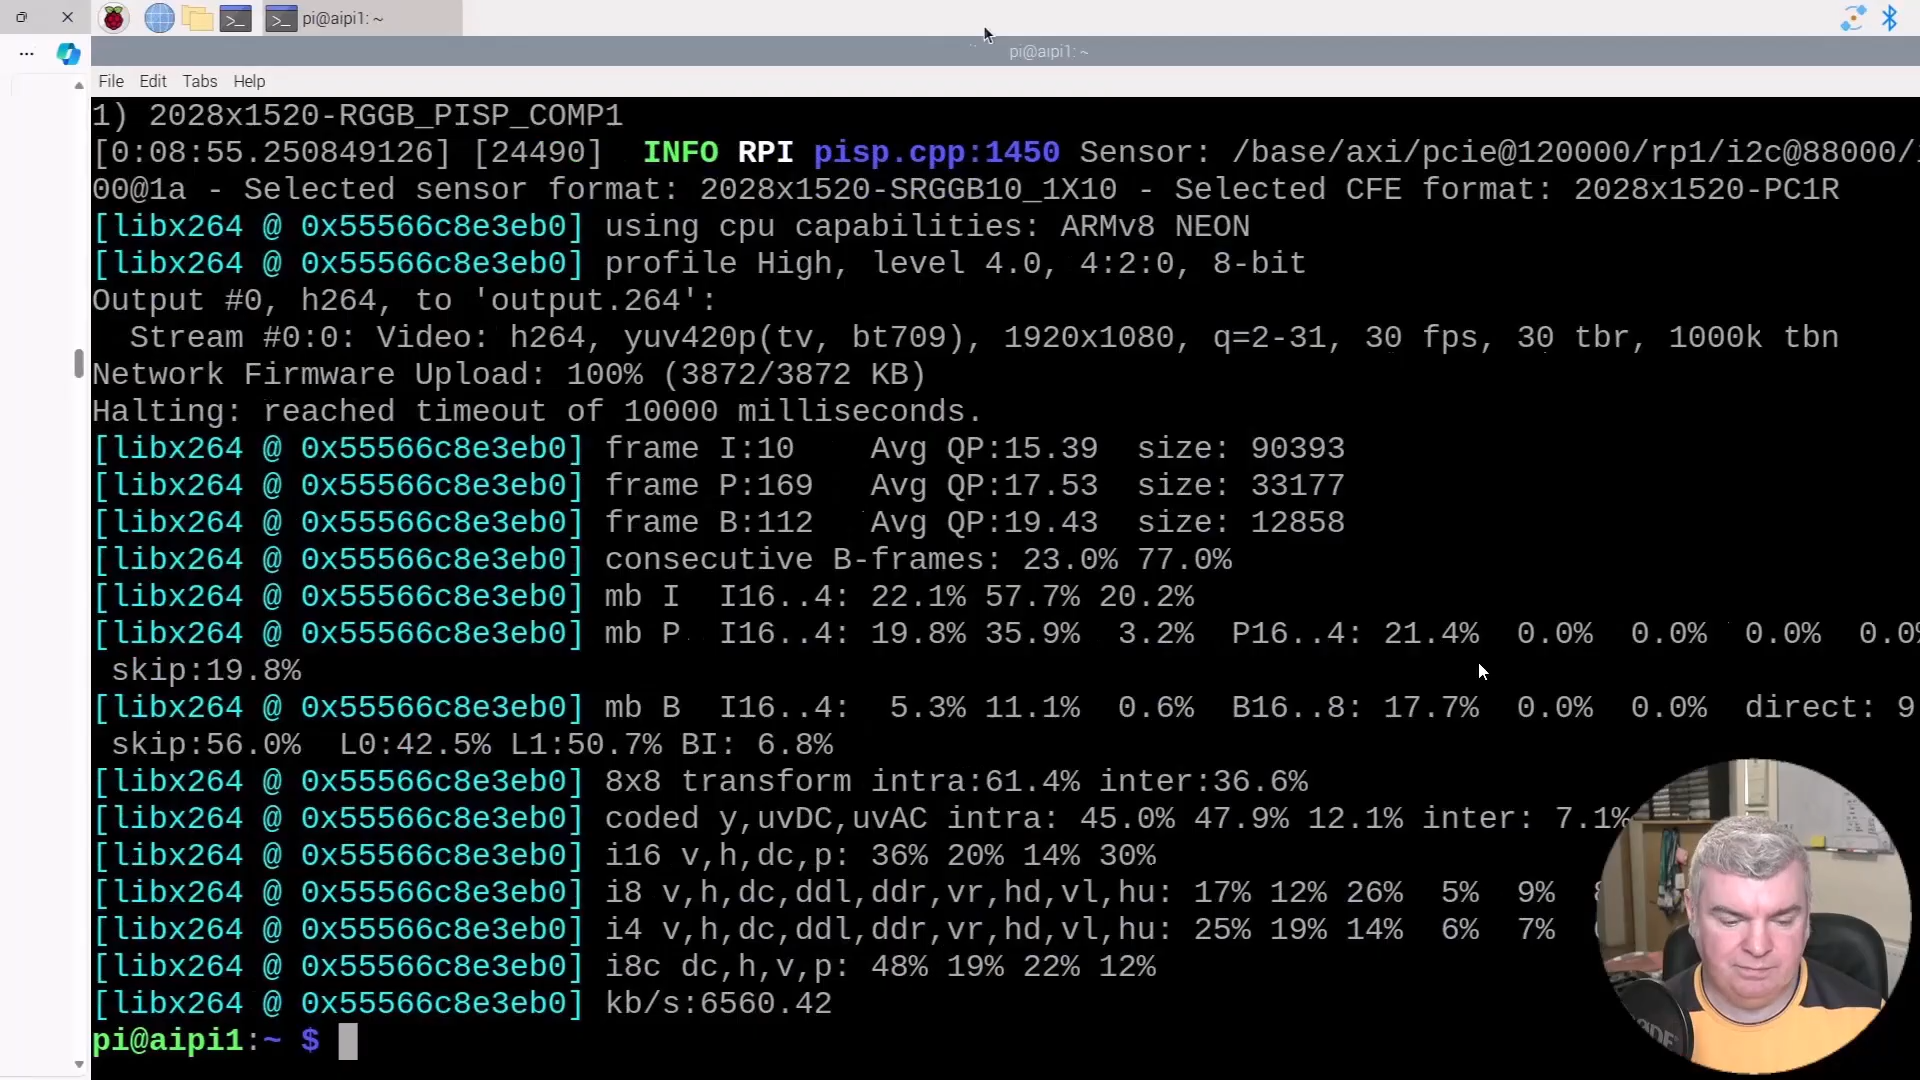 pi@aipi1: ~
pi@aipi1: ~
File Edit Tabs Help
1) 2028x1520-RGGB_PISP_COMP1
[0:08:55.250849126] [24490]  INFO RPI pisp.cpp:1450 Sensor: /base/axi/pcie@120000/rp1/i2c@88000/
00@1a - Selected sensor format: 2028x1520-SRGGB10_1X10 - Selected CFE format: 2028x1520-PC1R
[libx264 @ 0x55566c8e3eb0] using cpu capabilities: ARMv8 NEON
[libx264 @ 0x55566c8e3eb0] profile High, level 4.0, 4:2:0, 8-bit
Output #0, h264, to 'output.264':
  Stream #0:0: Video: h264, yuv420p(tv, bt709), 1920x1080, q=2-31, 30 fps, 30 tbr, 1000k tbn
Network Firmware Upload: 100% (3872/3872 KB)
Halting: reached timeout of 10000 milliseconds.
[libx264 @ 0x55566c8e3eb0] frame I:10    Avg QP:15.39  size: 90393
[libx264 @ 0x55566c8e3eb0] frame P:169   Avg QP:17.53  size: 33177
[libx264 @ 0x55566c8e3eb0] frame B:112   Avg QP:19.43  size: 12858
[libx264 @ 0x55566c8e3eb0] consecutive B-frames: 23.0% 77.0%
[libx264 @ 0x55566c8e3eb0] mb I  I16..4: 22.1% 57.7% 20.2%
[libx264 @ 0x55566c8e3eb0] mb P  I16..4: 19.8% 35.9%  3.2%  P16..4: 21.4%  0.0%  0.0%  0.0%  0.0%
 skip:19.8%
[libx264 @ 0x55566c8e3eb0] mb B  I16..4:  5.3% 11.1%  0.6%  B16..8: 17.7%  0.0%  0.0%  direct: 9
 skip:56.0%  L0:42.5% L1:50.7% BI: 6.8%
[libx264 @ 0x55566c8e3eb0] 8x8 transform intra:61.4% inter:36.6%
[libx264 @ 0x55566c8e3eb0] coded y,uvDC,uvAC intra: 45.0% 47.9% 12.1% inter: 7.1%
[libx264 @ 0x55566c8e3eb0] i16 v,h,dc,p: 36% 20% 14% 30%
[libx264 @ 0x55566c8e3eb0] i8 v,h,dc,ddl,ddr,vr,hd,vl,hu: 17% 12% 26%  5%  9%
[libx264 @ 0x55566c8e3eb0] i4 v,h,dc,ddl,ddr,vr,hd,vl,hu: 25% 19% 14%  6%  7%
[libx264 @ 0x55566c8e3eb0] i8c dc,h,v,p: 48% 19% 22% 12%
[libx264 @ 0x55566c8e3eb0] kb/s:6560.42
pi@aipi1:~ $